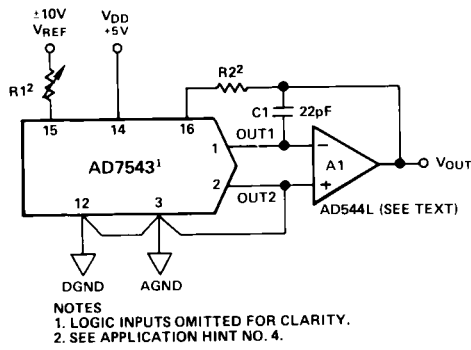 ±10V
VREF
VDD
+5V
R1²
R2²
C1
22pF
15
14
16
OUT1
1
AD7543¹
2
OUT2
−
A1
+
VOUT
AD544L (SEE TEXT)
12
3
DGND
AGND
NOTES
1. LOGIC INPUTS OMITTED FOR CLARITY.
2. SEE APPLICATION HINT NO. 4.